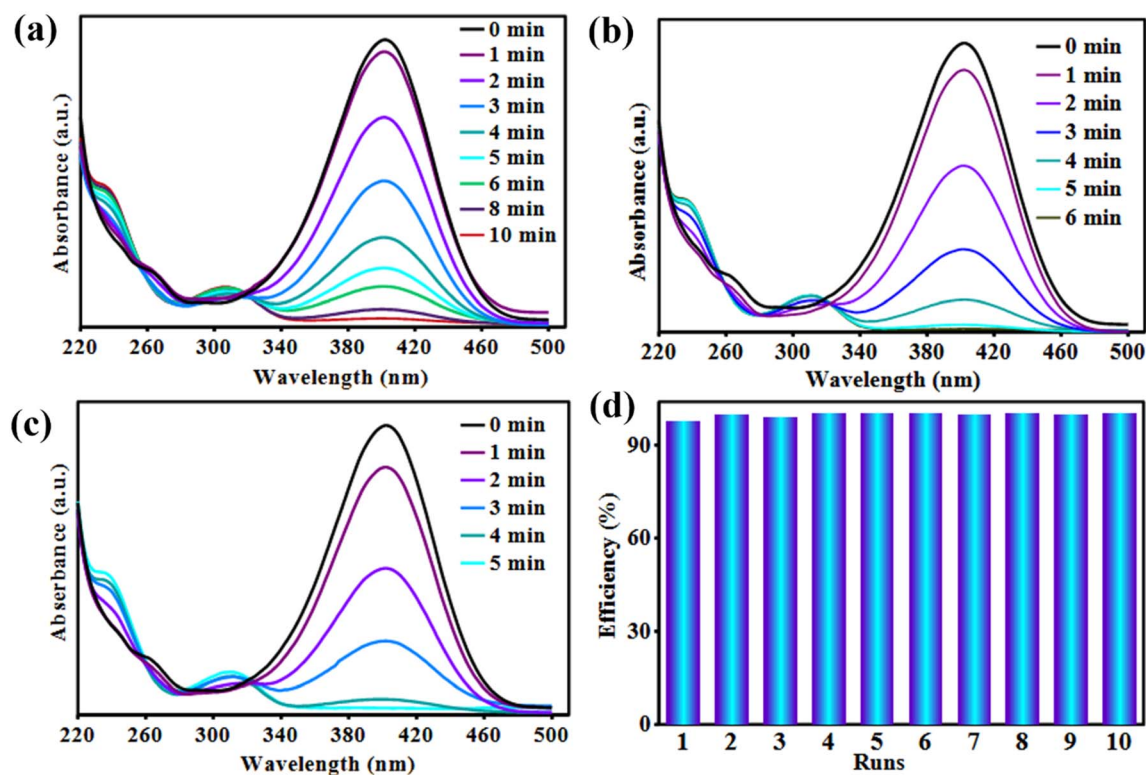 (a)
Absorbance (a.u.)
0 min
1 min
2 min
3 min
4 min
5 min
6 min
8 min
10 min
220 260 300 340 380 420 460 500
Wavelength (nm)
(b)
Absorbance (a.u.)
0 min
1 min
2 min
3 min
4 min
5 min
6 min
220 260 300 340 380 420 460 500
Wavelength (nm)
(c)
Absorbance (a.u.)
0 min
1 min
2 min
3 min
4 min
5 min
220 260 300 340 380 420 460 500
Wavelength (nm)
(d)
Efficiency (%)
90
60
30
0
1 2 3 4 5 6 7 8 9 10
Runs